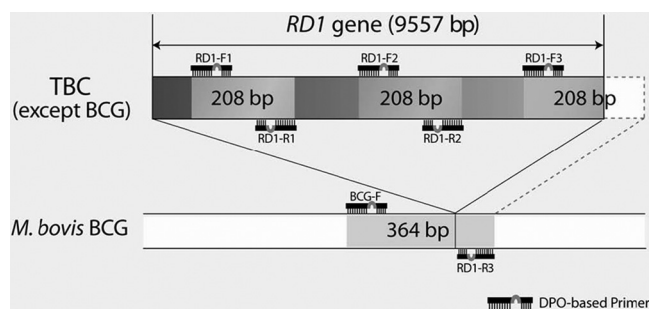 RD1 gene (9557 bp)
RD1-F1 RD1-F2 RD1-F3
TBC
(except BCG)
208 bp 208 bp 208 bp
RD1-R1 RD1-R2
BCG-F
M. bovis BCG
364 bp
RD1-R3
DPO-based Primer